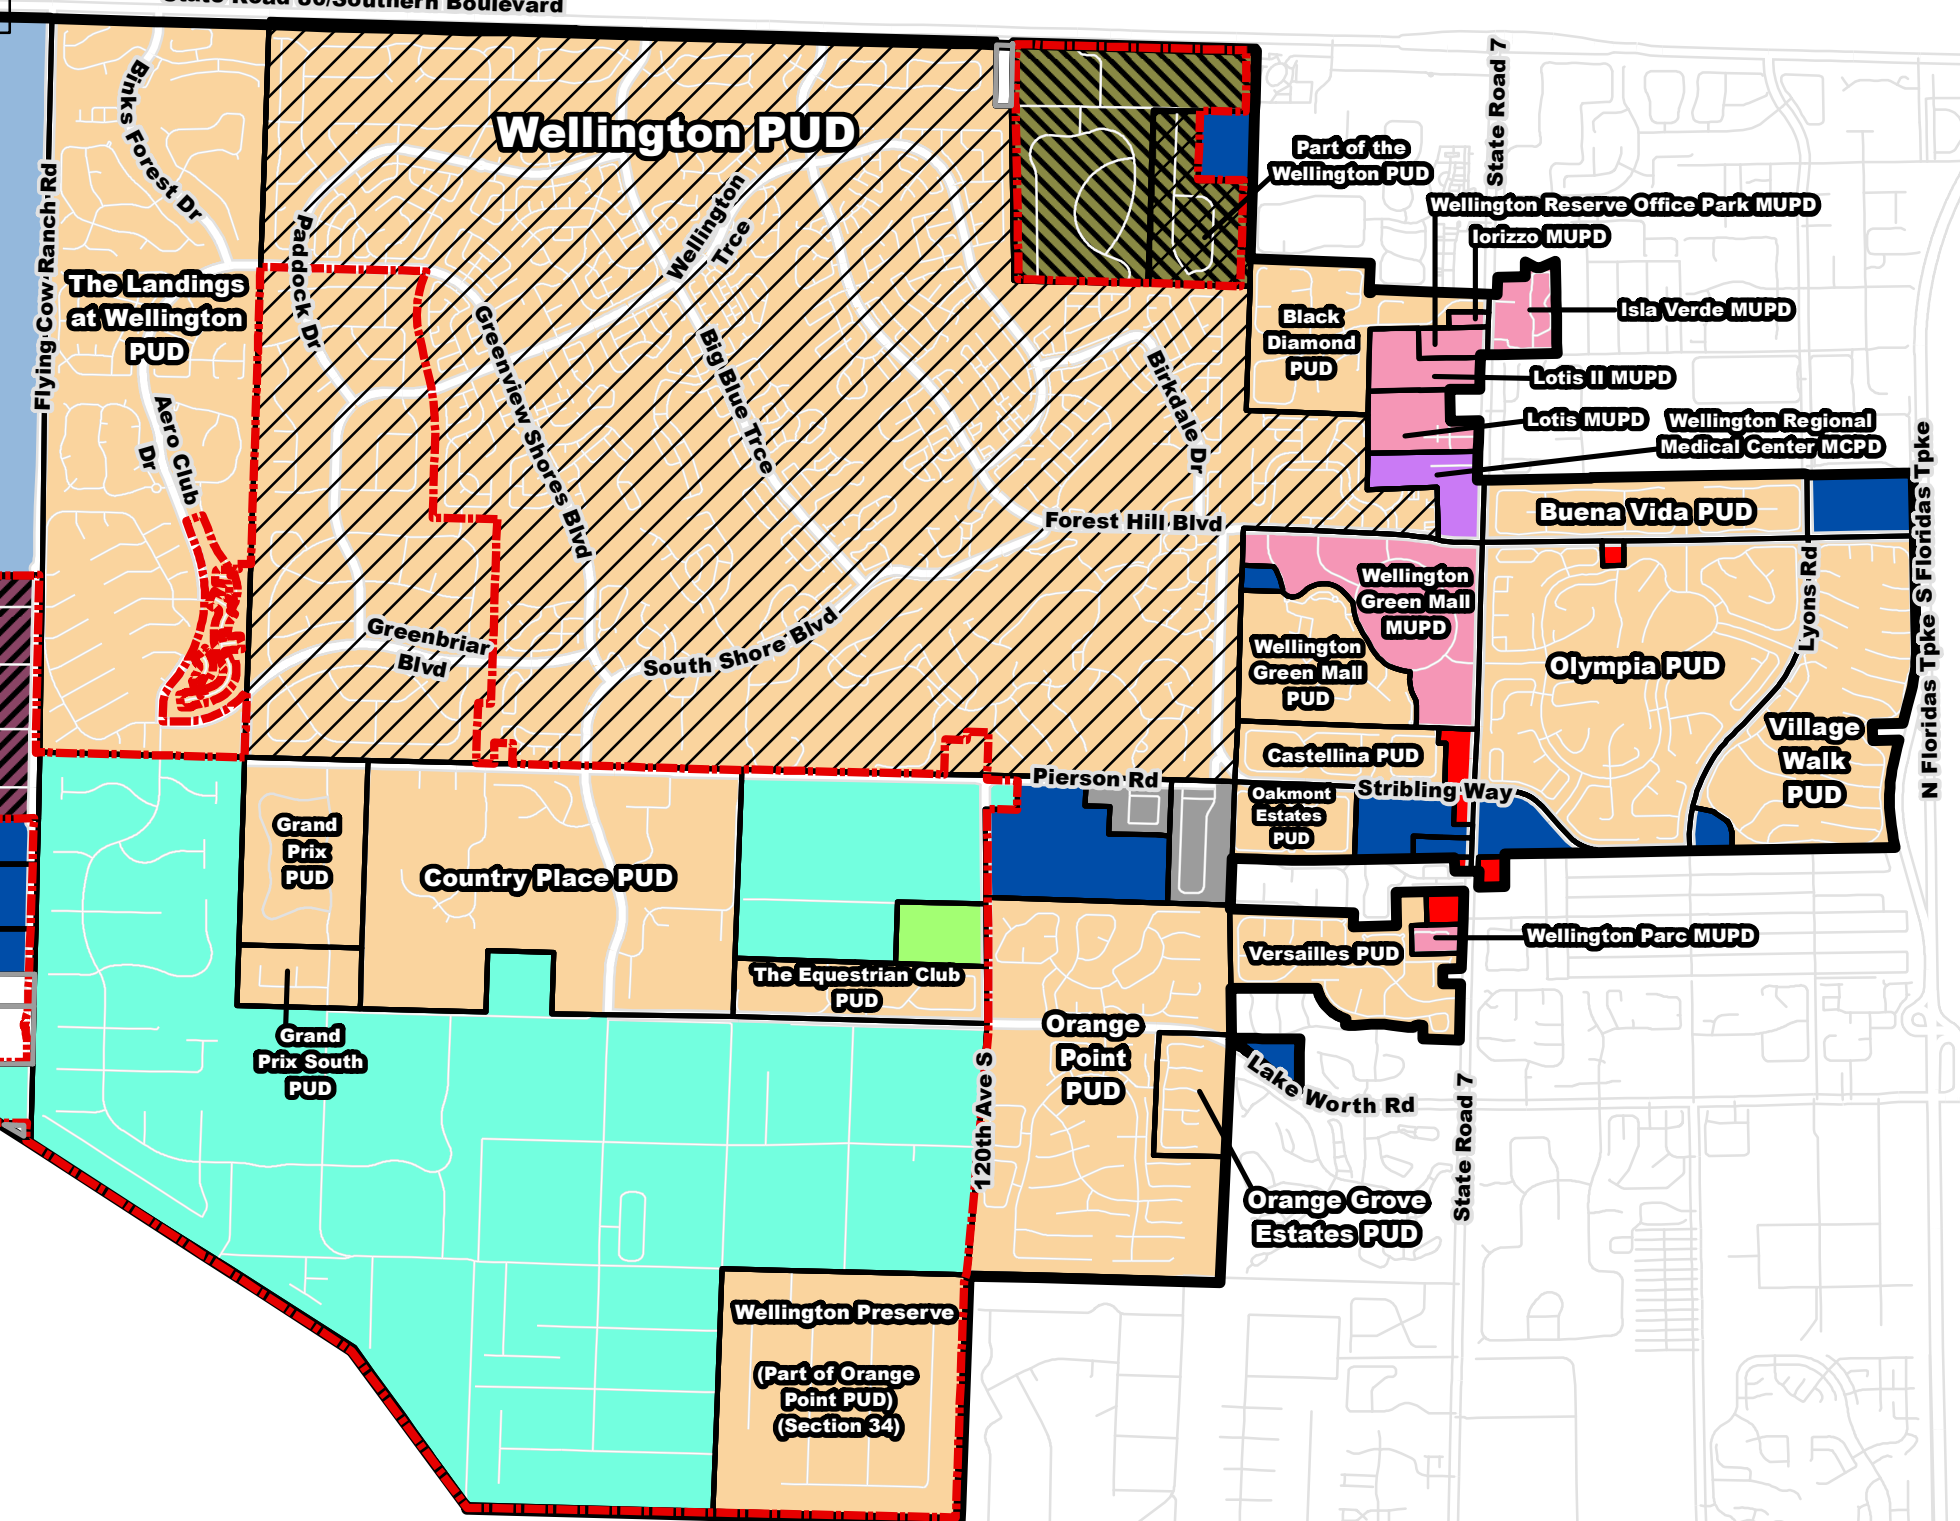 State Road 80/Southern Boulevard
Binks Forest Dr
Wellington PUD
State Road 7
Part of the
Wellington PUD
Flying Cow Ranch Rd
Paddock Dr
Wellington
Trce
Wellington Reserve Office Park MUPD
Iorizzo MUPD
The Landings
at Wellington
PUD
Greenview Shores Blvd
Big Blue Trce
Birkdale Dr
Black
Diamond
PUD
Isla Verde MUPD
Lotis II MUPD
Lotis MUPD
Wellington Regional
Medical Center MCPD
Aero Club
Dr
Forest Hill Blvd
Buena Vida PUD
N Floridas Tpke S Floridas Tpke
Greenbriar
Blvd
South Shore Blvd
Wellington
Green Mall
MUPD
Wellington
Green Mall
PUD
Lyons Rd
Olympia PUD
Village
Walk
PUD
Castellina PUD
Pierson Rd
Stribling Way
Oakmont
Estates
PUD
Grand
Prix
PUD
Country Place PUD
The Equestrian Club
PUD
Versailles PUD
Wellington Parc MUPD
Grand
Prix South
PUD
Orange
Point
PUD
120th Ave S
Lake Worth Rd
State Road 7
Orange Grove
Estates PUD
Wellington Preserve
(Part of Orange
Point PUD)
(Section 34)